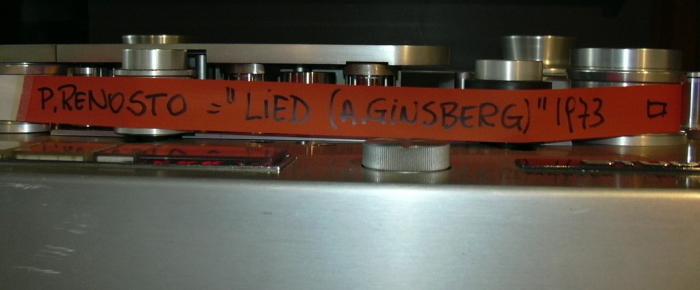 P. RENOSTO = "LiED (A. GiNSBERG)" 1973